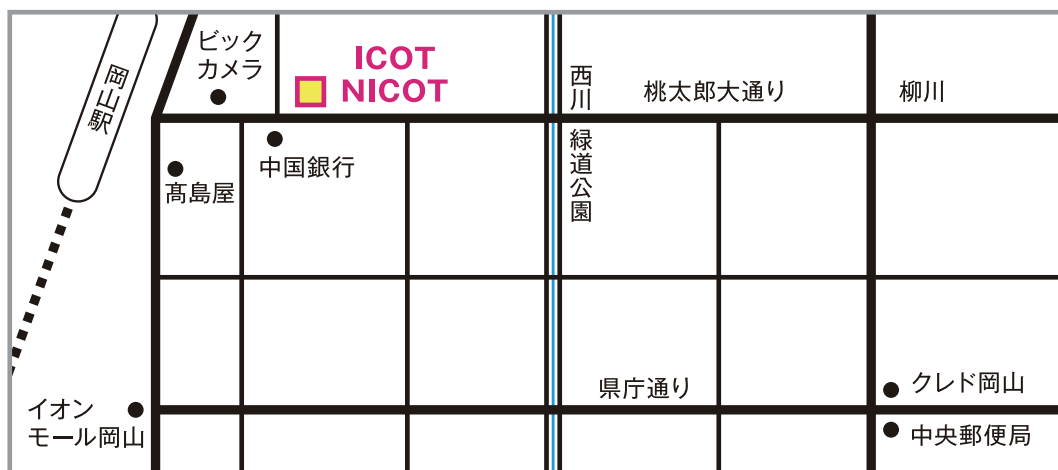 岡山駅
ビック
カメラ
ICOT
NICOT
西川
緑道公園
桃太郎大通り
柳川
髙島屋
中国銀行
県庁通り
クレド岡山
中央郵便局
イオン
モール岡山